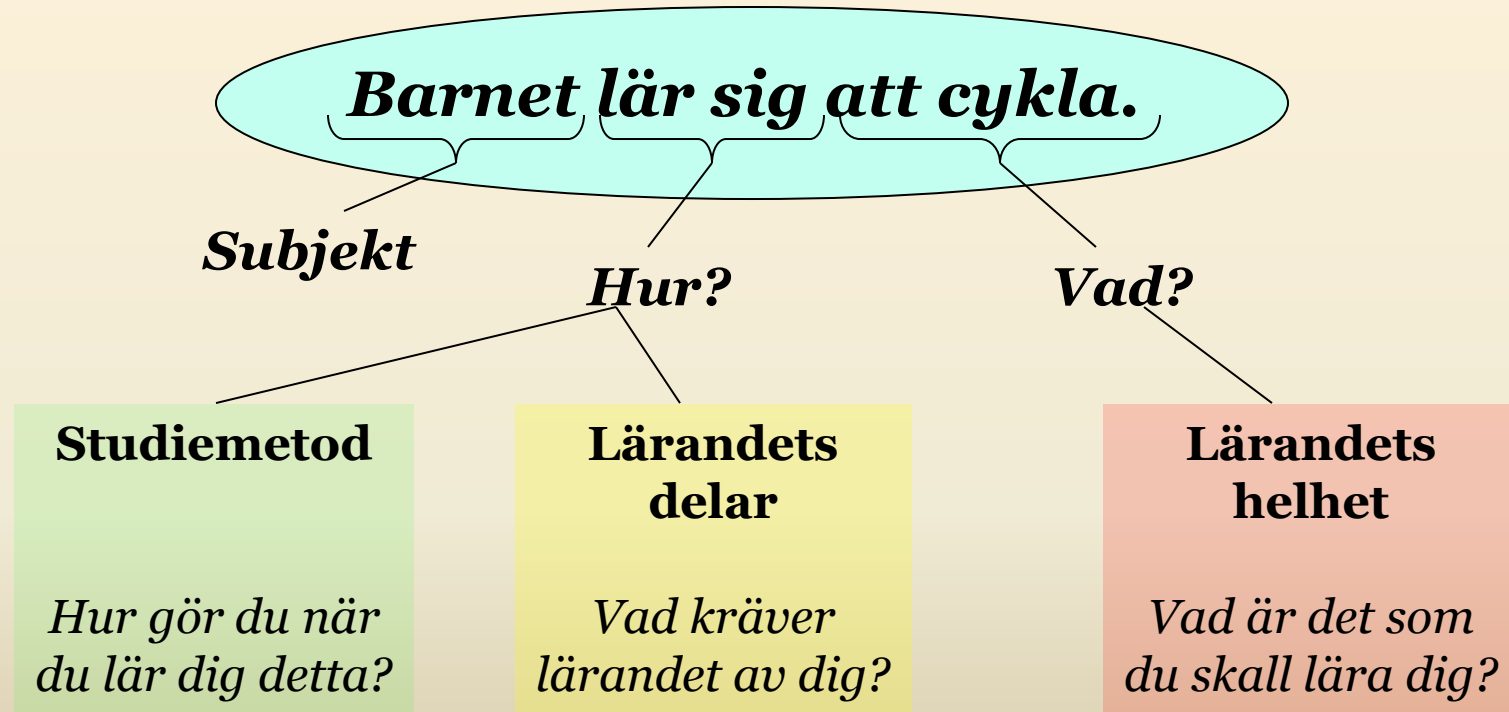 Barnet lär sig att cykla.
Subjekt
Hur?
Vad?
Studiemetod
Hur gör du när
du lär dig detta?
Lärandets
delar
Vad kräver
lärandet av dig?
Lärandets
helhet
Vad är det som
du skall lära dig?